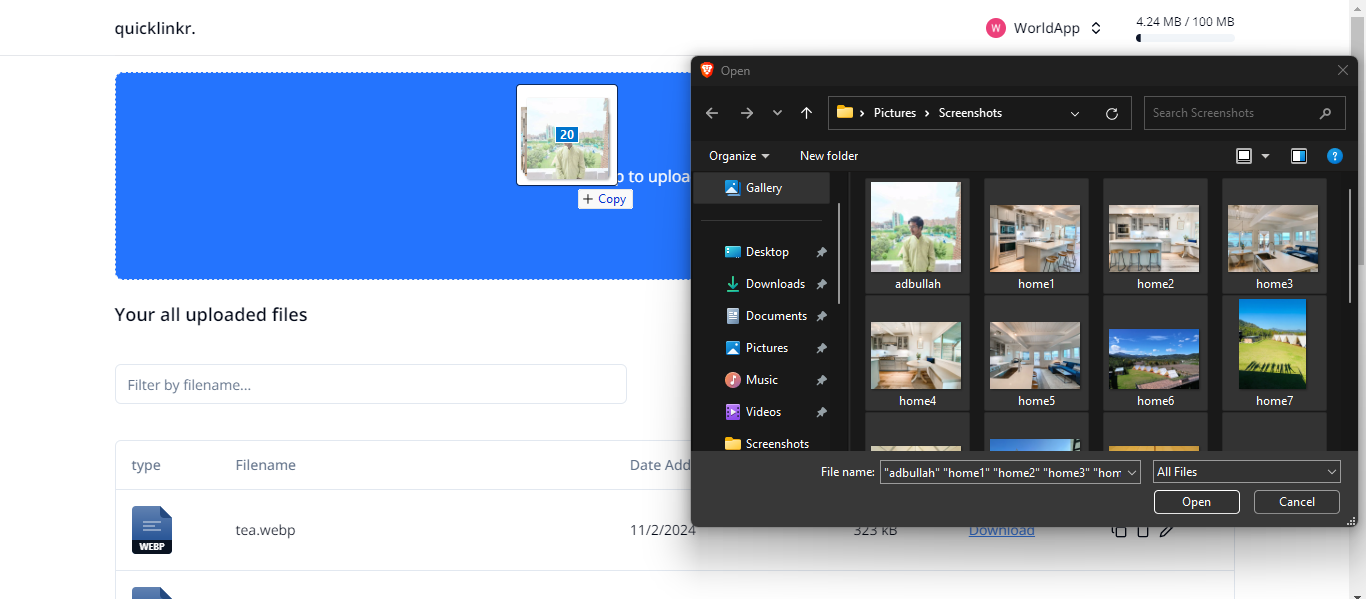 quicklinkr.
W WorldApp
4.24 MB / 100 MB
20
p to uploa
+ Copy
Your all uploaded files
Filter by filename...
type Filename Date Add
WEBP tea.webp 11/2/2024 323 kB Download
Open
Pictures > Screenshots
Search Screenshots
Organize New folder
?
Gallery
Desktop
Downloads
Documents
Pictures
Music
Videos
Screenshots
adbullah home1 home2 home3
home4 home5 home6 home7
File name: "adbullah" "home1" "home2" "home3" "hom All Files
Open Cancel